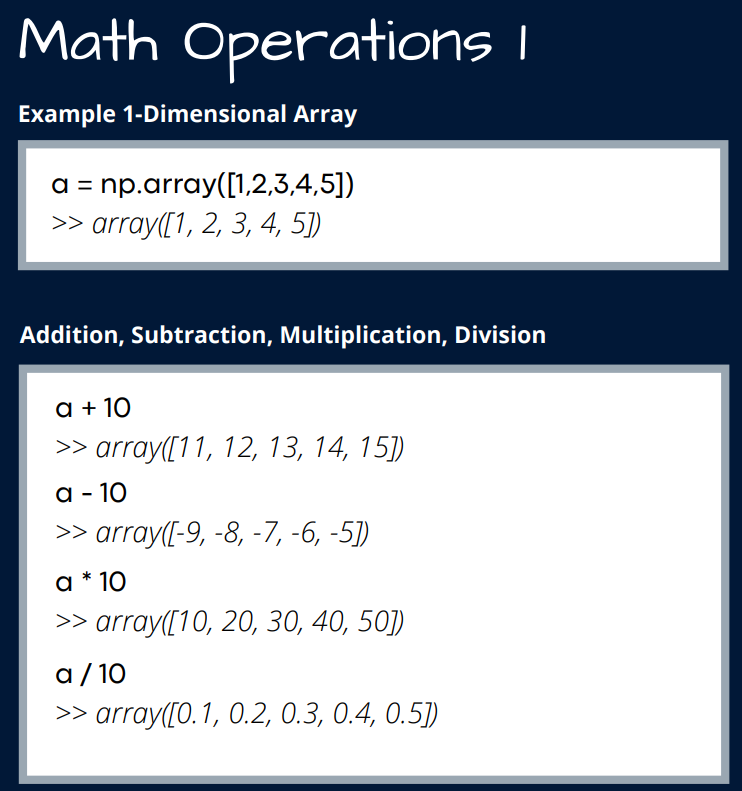 Math Operations 1
Example 1-Dimensional Array
a = np.array([1,2,3,4,5])
>> array([1, 2, 3, 4, 5])
Addition, Subtraction, Multiplication, Division
a + 10
>> array([11, 12, 13, 14, 15])
a - 10
>> array([-9, -8, -7, -6, -5])
a * 10
>> array([10, 20, 30, 40, 50])
a / 10
>> array([0.1, 0.2, 0.3, 0.4, 0.5])